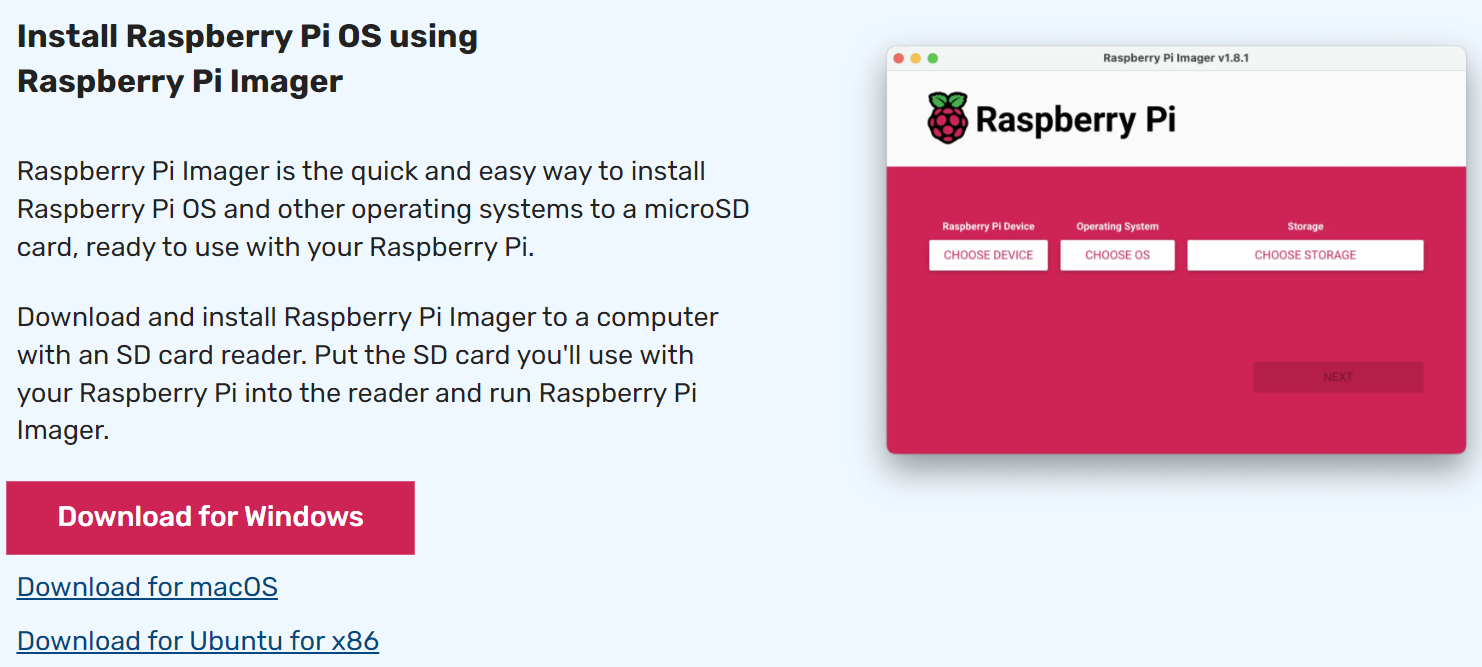 Install Raspberry Pi OS using
Raspberry Pi Imager
Raspberry Pi Imager is the quick and easy way to install
Raspberry Pi OS and other operating systems to a microSD
card, ready to use with your Raspberry Pi.
Download and install Raspberry Pi Imager to a computer
with an SD card reader. Put the SD card you'll use with
your Raspberry Pi into the reader and run Raspberry Pi
Imager.
Download for Windows
Download for macOS
Download for Ubuntu for x86
Raspberry Pi Imager v1.8.1
Raspberry Pi
Raspberry Pi Device Operating System Storage
CHOOSE DEVICE CHOOSE OS CHOOSE STORAGE
NEXT